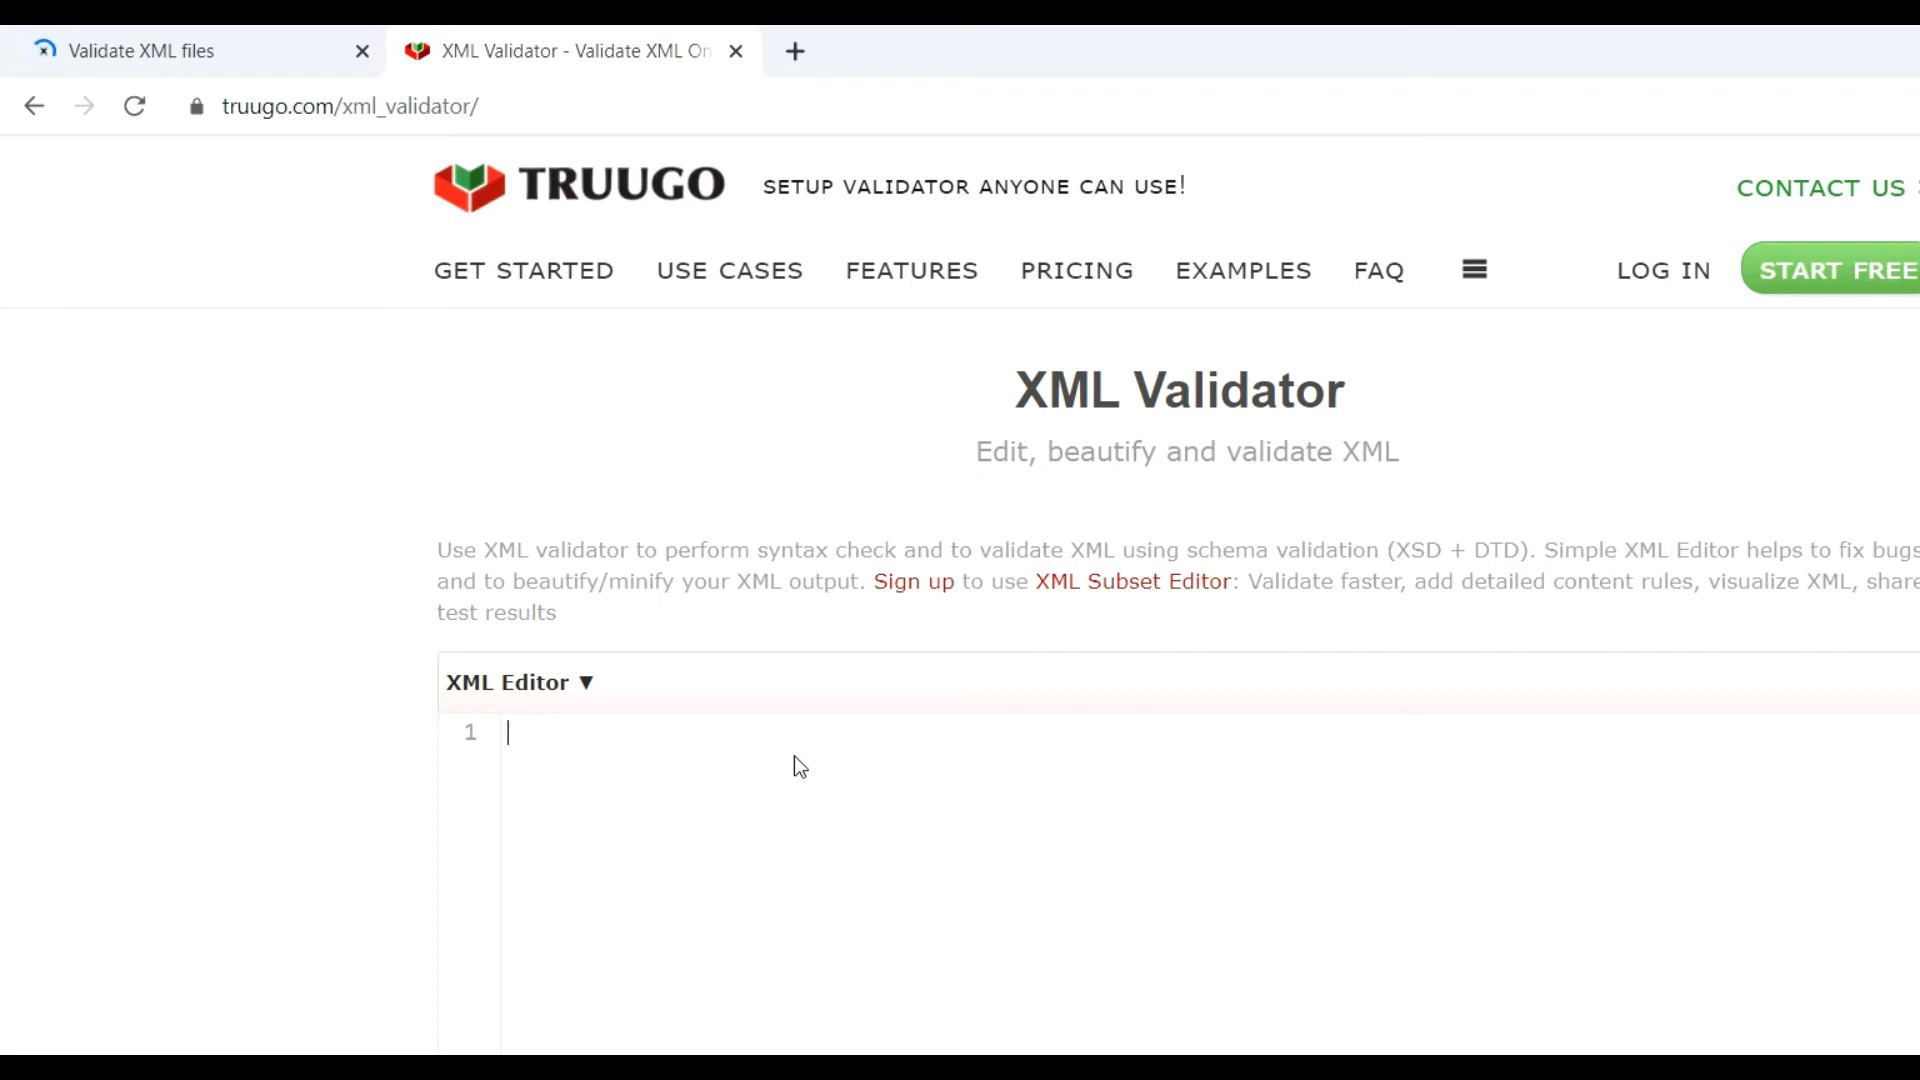 Validate XML files
XML Validator - Validate XML On
truugo.com/xml_validator/
TRUUGO SETUP VALIDATOR ANYONE CAN USE!
CONTACT US
GET STARTED USE CASES FEATURES PRICING EXAMPLES FAQ LOG IN START FREE
XML Validator
Edit, beautify and validate XML
Use XML validator to perform syntax check and to validate XML using schema validation (XSD + DTD). Simple XML Editor helps to fix bugs
and to beautify/minify your XML output. Sign up to use XML Subset Editor: Validate faster, add detailed content rules, visualize XML, share
test results
XML Editor ▼
1